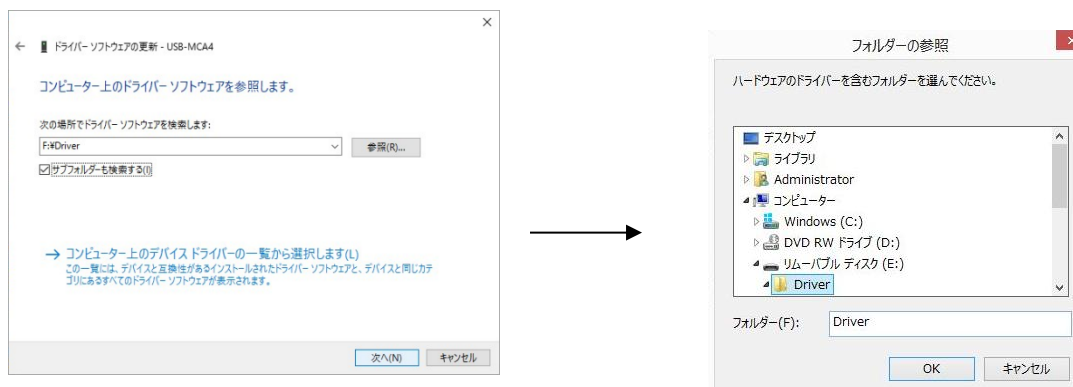 ドライバー ソフトウェアの更新 - USB-MCA4
コンピューター上のドライバー ソフトウェアを参照します。
次の場所でドライバー ソフトウェアを検索します:
F:¥Driver
参照(R)...
サブフォルダーも検索する(I)
コンピューター上のデバイス ドライバーの一覧から選択します(L)
この一覧には、デバイスと互換性があるインストールされたドライバー ソフトウェアと、デバイスと同じカテ
ゴリにあるすべてのドライバー ソフトウェアが表示されます。
次へ(N)
キャンセル
フォルダーの参照
ハードウェアのドライバーを含むフォルダーを選んでください。
デスクトップ
ライブラリ
Administrator
コンピューター
Windows (C:)
DVD RW ドライブ (D:)
リムーバブル ディスク (E:)
Driver
フォルダー(F):
Driver
OK
キャンセル